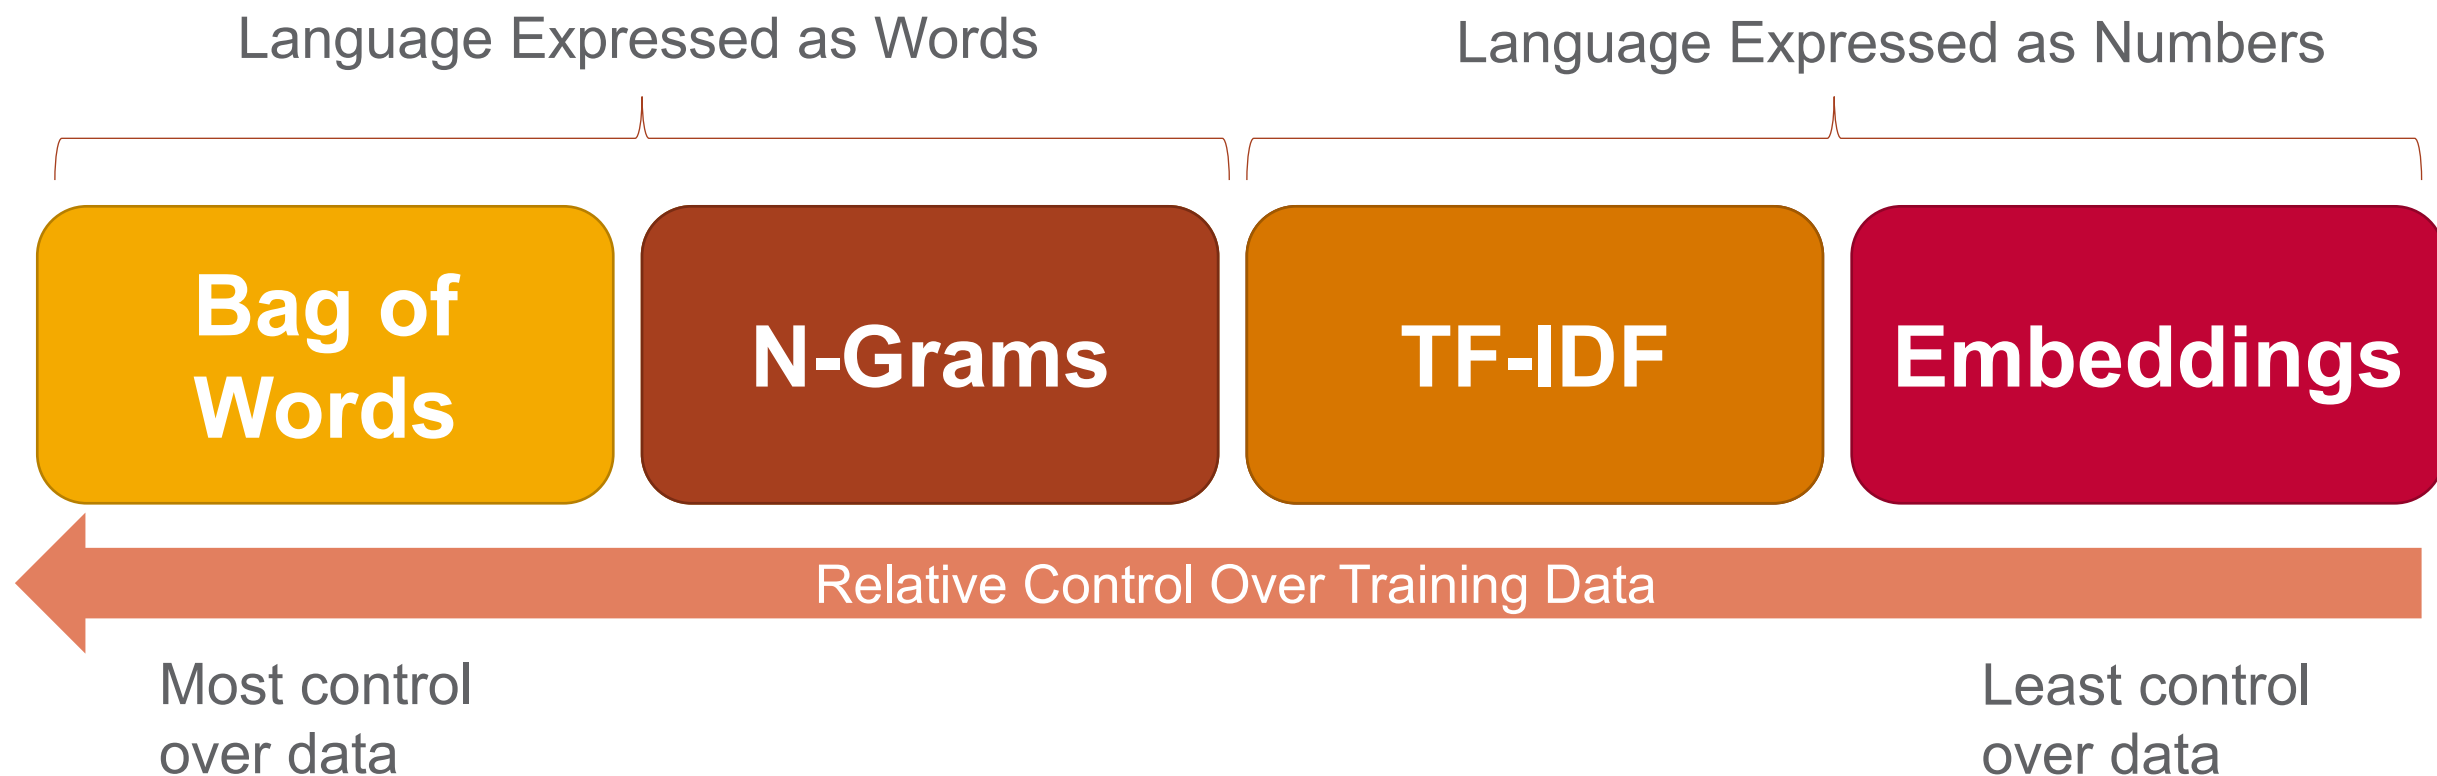 Language Expressed as Words
Language Expressed as Numbers
Bag of
Words
N-Grams
TF-IDF
Embeddings
Relative Control Over Training Data
Most control
over data
Least control
over data